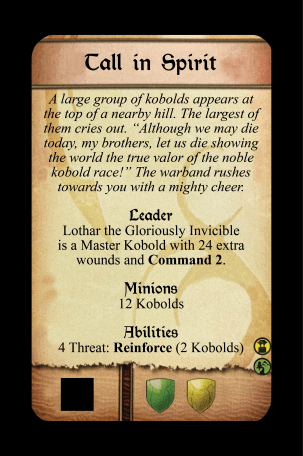 Tall in Spirit
A large group of kobolds appears at
the top of a nearby hill. The largest of
them cries out. “Although we may die
today, my brothers, let us die showing
the world the true valor of the noble
kobold race!” The warband rushes
towards you with a mighty cheer.
Leader
Lothar the Gloriously Invicible
is a Master Kobold with 24 extra
wounds and Command 2.
Minions
12 Kobolds
Abilities
4 Threat: Reinforce (2 Kobolds)